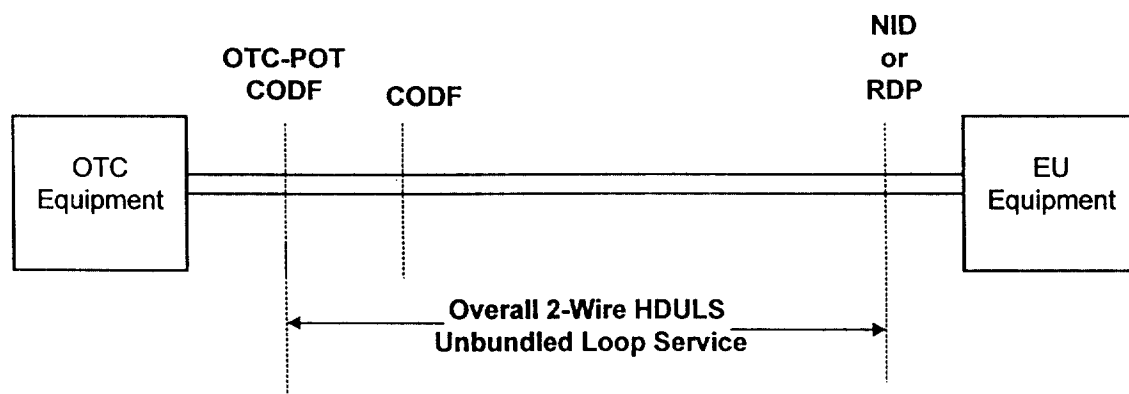 OTC-POT
CODF
CODF
NID
or
RDP
OTC
Equipment
EU
Equipment
Overall 2-Wire HDULS
Unbundled Loop Service